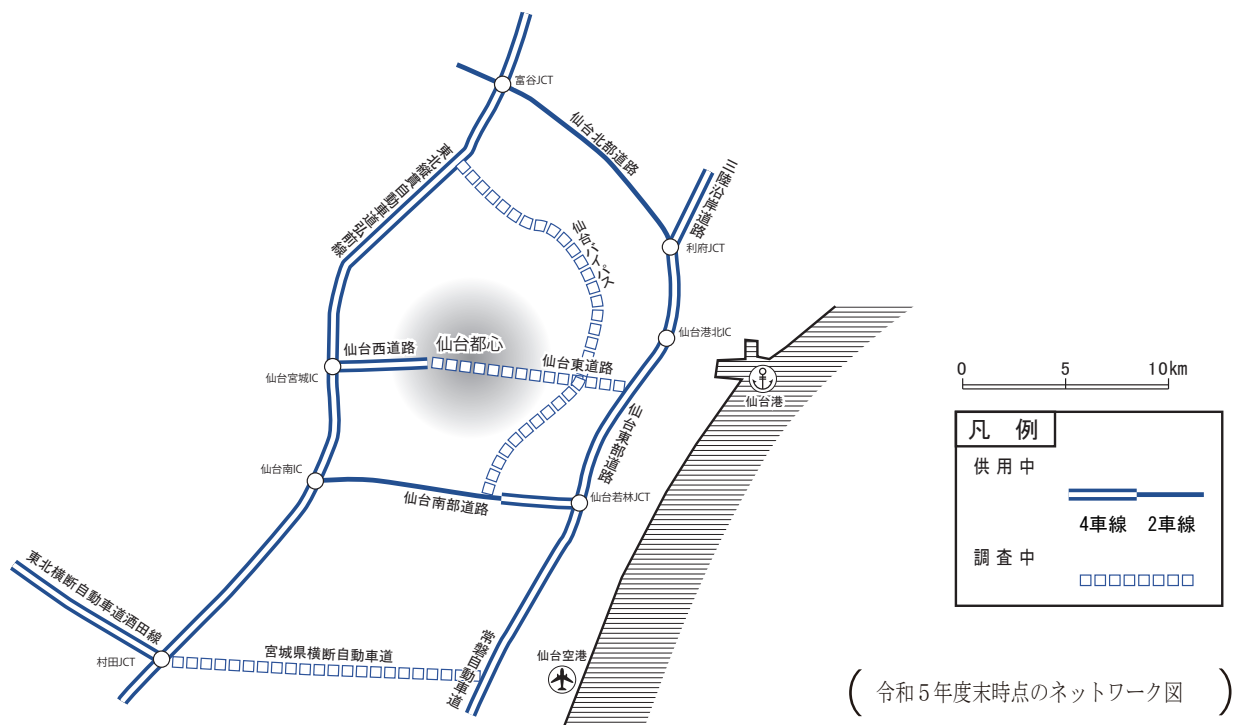 富谷JCT
仙台北部道路
三陸沿岸道路
東北縦貫自動車道弘前線
仙台バイパス
利府JCT
仙台港北IC
仙台西道路
仙台都心
仙台東道路
仙台宮城IC
仙台港
仙台東部道路
仙台南IC
仙台南部道路
仙台若林JCT
東北横断自動車道酒田線
村田JCT
宮城県横断自動車道
常磐自動車道
仙台空港
0 5 10km
凡例
供用中
4車線 2車線
調査中
(令和5年度末時点のネットワーク図)